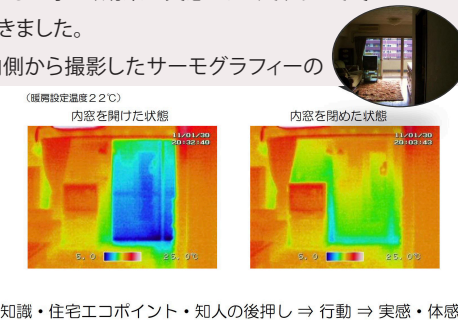 きました。
側から撮影したサーモグラフィーの
（暖房設定温度２２℃）
内窓を開けた状態
内窓を閉めた状態
11/01/30
20:32:40
11/01/30
20:03:43
5.0
25.0℃
5.0
25.0℃
知識・住宅エコポイント・知人の後押し ⇒ 行動 ⇒ 実感・体感